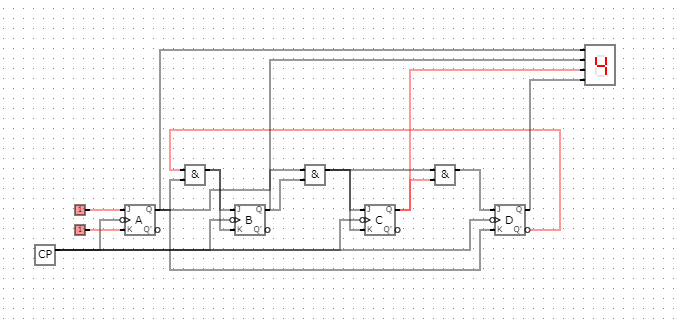 4
& & &
1 J Q J Q J Q J Q
A B C D
1 K Q' K Q' K Q' K Q'
CP